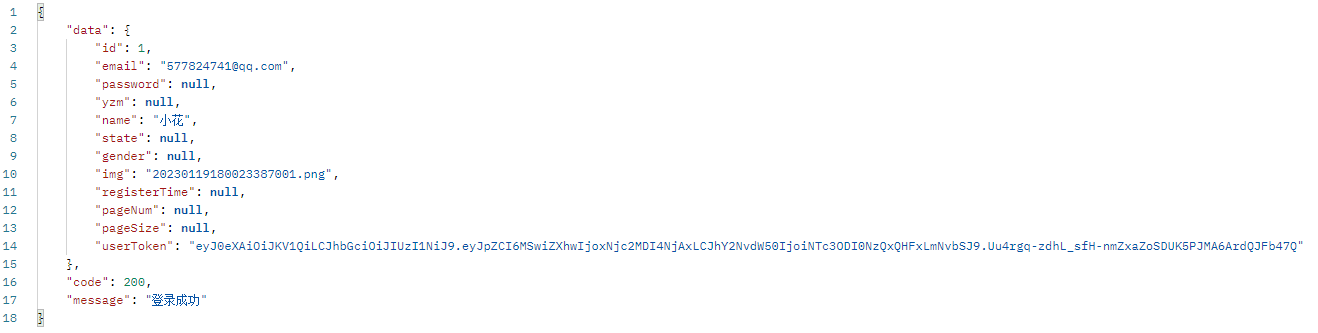 1 {
2 "data": {
3 "id": 1,
4 "email": "577824741@qq.com",
5 "password": null,
6 "yzm": null,
7 "name": "小花",
8 "state": null,
9 "gender": null,
10 "img": "20230119180023387001.png",
11 "registerTime": null,
12 "pageNum": null,
13 "pageSize": null,
14 "userToken": "eyJ0eXAiOiJKV1QiLCJhbGciOiJIUzI1NiJ9.eyJpZCI6MSwiZXhwIjoxNjc2MDI4NjAxLCJhY2NvdW50IjoiNTc3ODI0NzQxQHFxLmNvbSJ9.Uu4rgq-zdhL_sfH-nmZxaZoSDUK5PJMA6ArdQJFb47Q"
15 },
16 "code": 200,
17 "message": "登录成功"
18 }